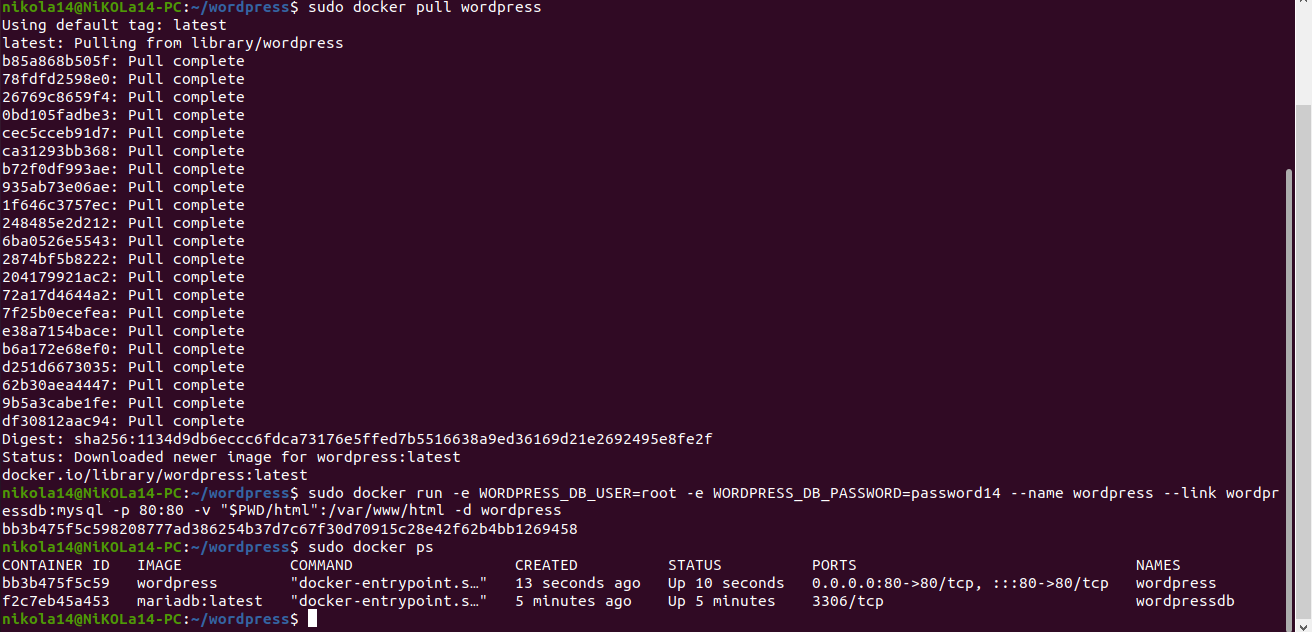 nikola14@NiKOLa14-PC:~/wordpress$ sudo docker pull wordpress
Using default tag: latest
latest: Pulling from library/wordpress
b85a868b505f: Pull complete
78fdfd2598e0: Pull complete
26769c8659f4: Pull complete
0bd105fadbe3: Pull complete
cec5cceb91d7: Pull complete
ca31293bb368: Pull complete
b72f0df993ae: Pull complete
935ab73e06ae: Pull complete
1f646c3757ec: Pull complete
248485e2d212: Pull complete
6ba0526e5543: Pull complete
2874bf5b8222: Pull complete
204179921ac2: Pull complete
72a17d4644a2: Pull complete
7f25b0ecefea: Pull complete
e38a7154bace: Pull complete
b6a172e68ef0: Pull complete
d251d6673035: Pull complete
62b30aea4447: Pull complete
9b5a3cabe1fe: Pull complete
df30812aac94: Pull complete
Digest: sha256:1134d9db6eccc6fdca73176e5ffed7b5516638a9ed36169d21e2692495e8fe2f
Status: Downloaded newer image for wordpress:latest
docker.io/library/wordpress:latest
nikola14@NiKOLa14-PC:~/wordpress$ sudo docker run -e WORDPRESS_DB_USER=root -e WORDPRESS_DB_PASSWORD=password14 --name wordpress --link wordpr
essdb:mysql -p 80:80 -v "$PWD/html":/var/www/html -d wordpress
bb3b475f5c598208777ad386254b37d7c67f30d70915c28e42f62b4bb1269458
nikola14@NiKOLa14-PC:~/wordpress$ sudo docker ps
CONTAINER ID   IMAGE            COMMAND                  CREATED          STATUS          PORTS                               NAMES
bb3b475f5c59   wordpress        "docker-entrypoint.s…"   13 seconds ago   Up 10 seconds   0.0.0.0:80->80/tcp, :::80->80/tcp   wordpress
f2c7eb45a453   mariadb:latest   "docker-entrypoint.s…"   5 minutes ago    Up 5 minutes    3306/tcp                            wordpressdb
nikola14@NiKOLa14-PC:~/wordpress$